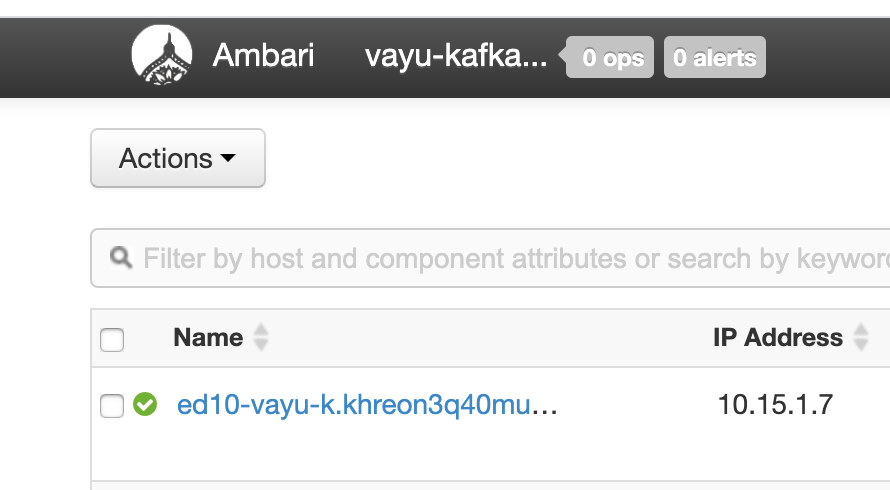 Ambari vayu-kafka... 0 ops 0 alerts
Actions
Filter by host and component attributes or search by keywor
Name IP Address
ed10-vayu-k.khreon3q40mu... 10.15.1.7